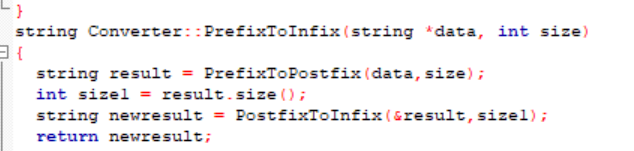 }
string Converter::PrefixToInfix(string *data, int size)
{
string result = PrefixToPostfix(data,size);
int size1 = result.size();
string newresult = PostfixToInfix(&result,size1);
return newresult;